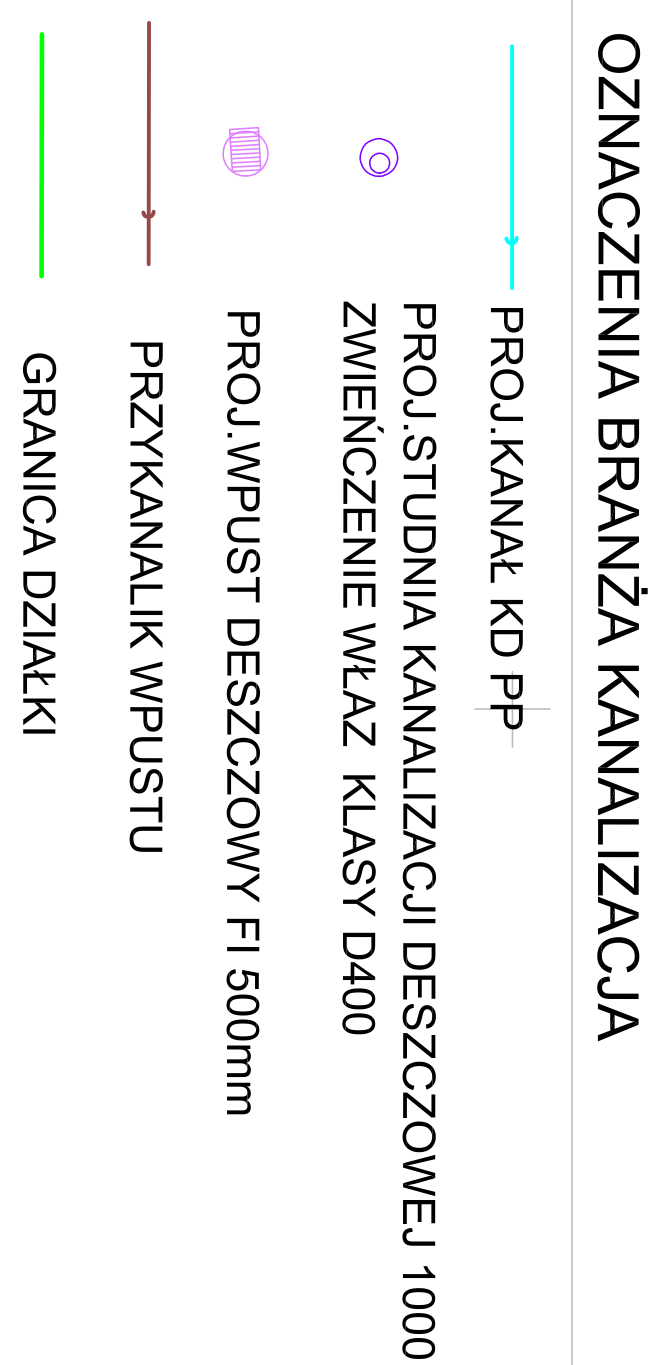 OZNACZENIA BRANŻA KANALIZACJA
PROJ.KANAŁ KD PP
PROJ.STUDNIA KANALIZACJI DESZCZOWEJ 1000
ZWIEŃCZENIE WŁAZ KLASY D400
PROJ.WPUST DESZCZOWY FI 500mm
PRZYKANALIK WPUSTU
GRANICA DZIAŁKI